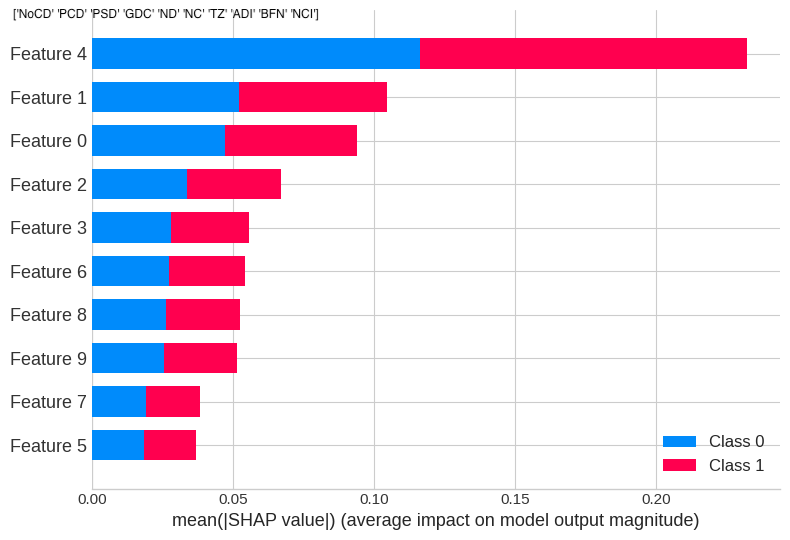 ['NoCD' 'PCD' 'PSD' 'GDC' 'ND' 'NC' 'TZ' 'ADI' 'BFN' 'NCI']
Feature 4
Feature 1
Feature 0
Feature 2
Feature 3
Feature 6
Feature 8
Feature 9
Feature 7
Feature 5
Class 0
Class 1
0.00 0.05 0.10 0.15 0.20
mean(|SHAP value|) (average impact on model output magnitude)